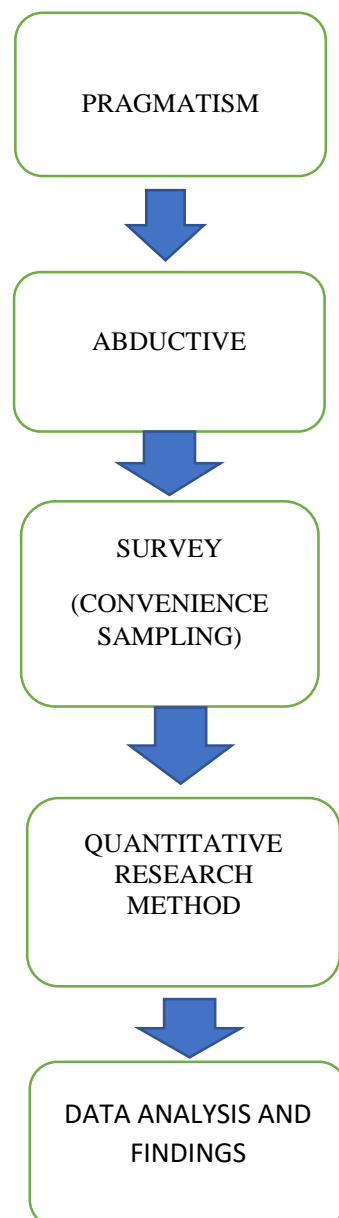 PRAGMATISM
ABDUCTIVE
SURVEY
(CONVENIENCE
SAMPLING)
QUANTITATIVE
RESEARCH
METHOD
DATA ANALYSIS AND
FINDINGS